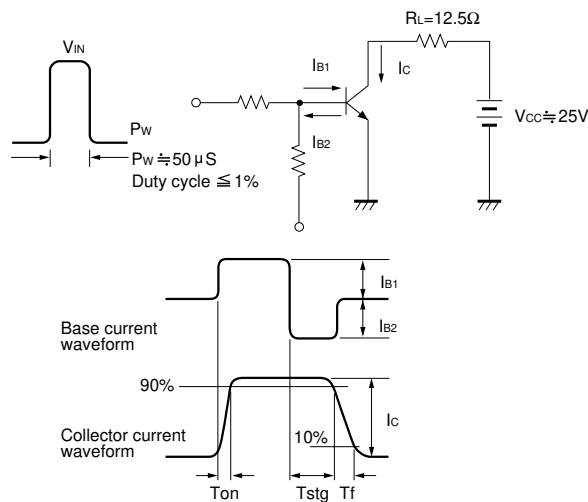 RL=12.5Ω
VIN
IB1
IC
VCC≒25V
PW
IB2
PW≒50μS
Duty cycle ≦ 1%
IB1
IB2
Base current
waveform
90%
IC
10%
Collector current
waveform
Ton
Tstg
Tf